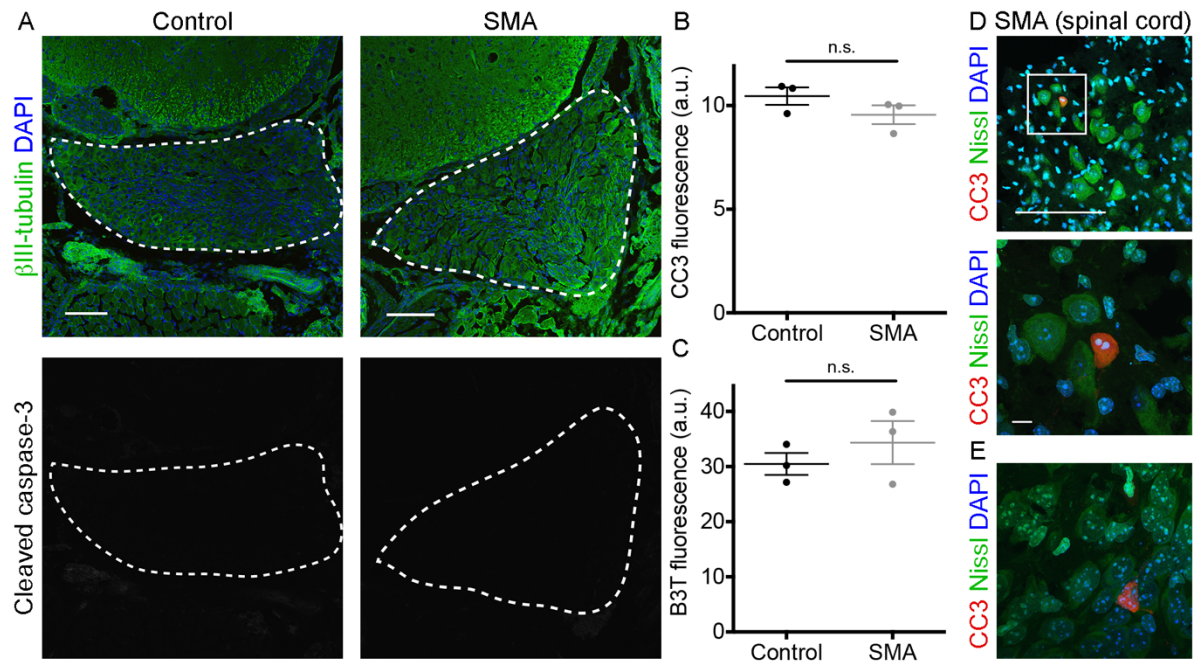 A
Control
SMA
βIII-tubulin DAPI
Cleaved caspase-3
B
n.s.
CC3 fluorescence (a.u.)
10
5
0
Control
SMA
C
n.s.
B3T fluorescence (a.u.)
40
30
20
10
0
Control
SMA
D SMA (spinal cord)
CC3 Nissl DAPI
CC3 Nissl DAPI
E
CC3 Nissl DAPI